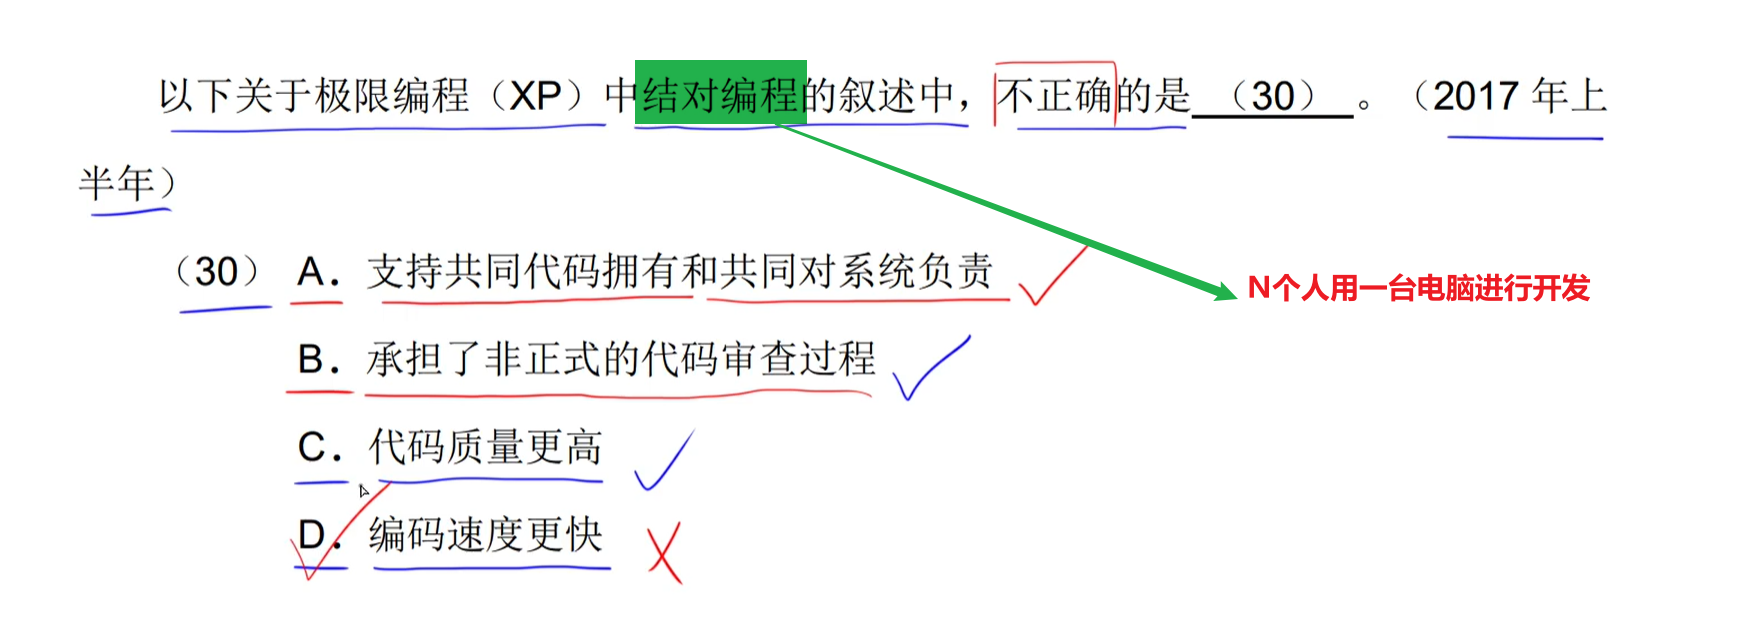 以下关于极限编程（XP）中结对编程的叙述中，不正确的是（30）。（2017 年上
半年）
（30） A. 支持共同代码拥有和共同对系统负责
N个人用一台电脑进行开发
B. 承担了非正式的代码审查过程
C. 代码质量更高
D. 编码速度更快